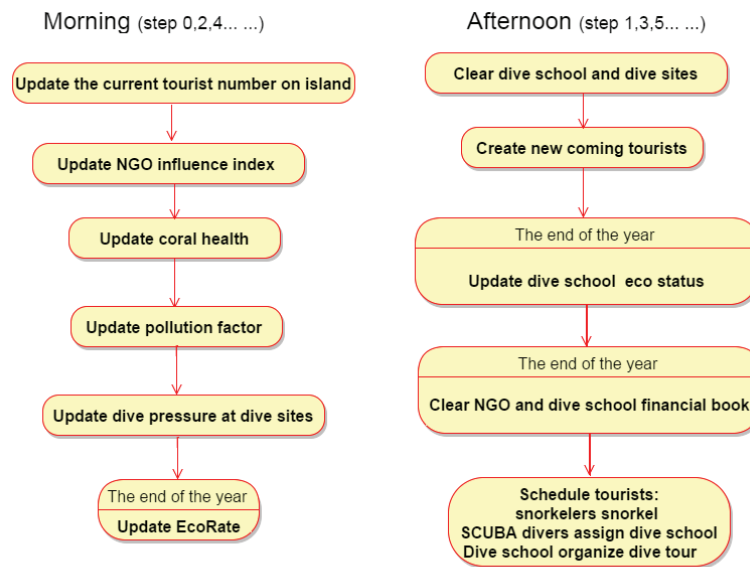 Morning (step 0,2,4... ...)
Update the current tourist number on island
Update NGO influence index
Update coral health
Update pollution factor
Update dive pressure at dive sites
The end of the year
Update EcoRate
Afternoon (step 1,3,5... ...)
Clear dive school and dive sites
Create new coming tourists
The end of the year
Update dive school eco status
The end of the year
Clear NGO and dive school financial book
Schedule tourists:
snorkelers snorkel
SCUBA divers assign dive school
Dive school organize dive tour